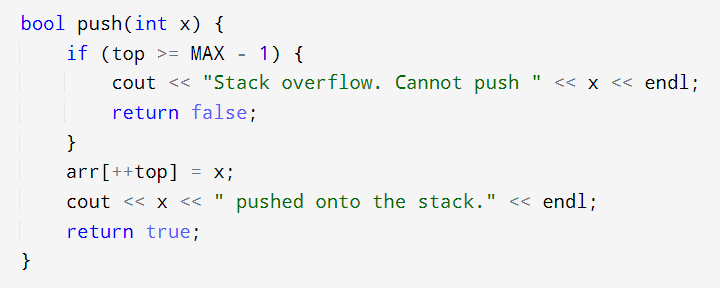 bool push(int x) {
    if (top >= MAX - 1) {
        cout << "Stack overflow. Cannot push " << x << endl;
        return false;
    }
    arr[++top] = x;
    cout << x << " pushed onto the stack." << endl;
    return true;
}